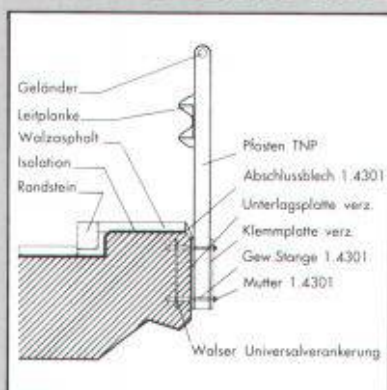 Geländer
Leitplanke
Walzasphalt
Isolation
Randstein
Pfosten TNP
Abschlussblech 1.4301
Unterlagsplatte verz.
Klemmplatte verz.
Gew.Stange 1.4301
Mutter 1.4301
Walser Universalverankerung